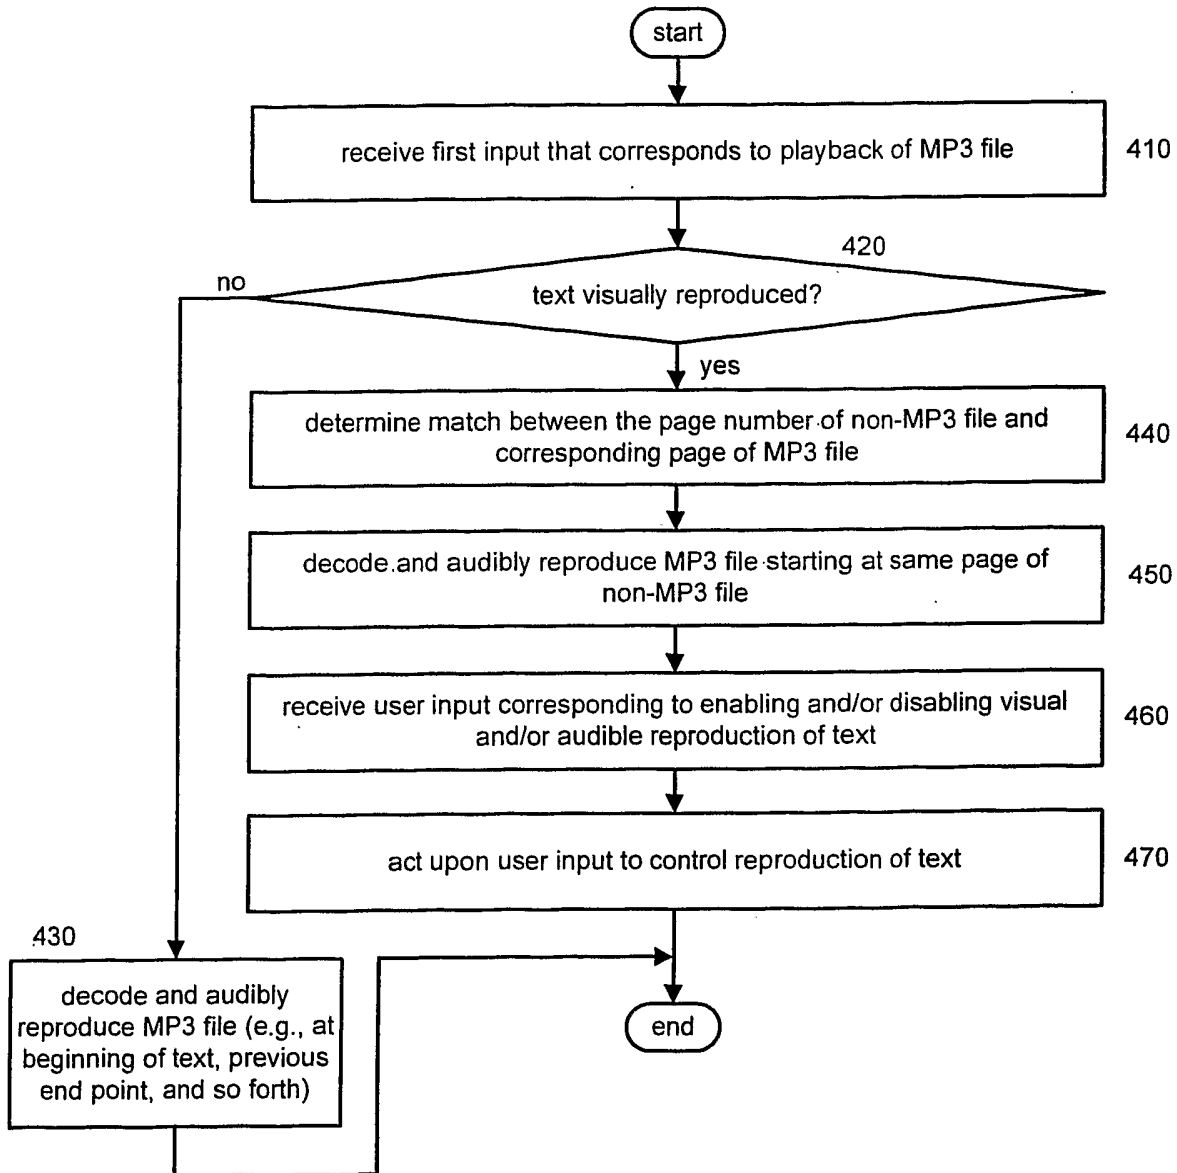 start
receive first input that corresponds to playback of MP3 file
410
420
no
text visually reproduced?
yes
determine match between the page number of non-MP3 file and
corresponding page of MP3 file
440
decode and audibly reproduce MP3 file starting at same page of
non-MP3 file
450
receive user input corresponding to enabling and/or disabling visual
and/or audible reproduction of text
460
act upon user input to control reproduction of text
470
430
decode and audibly
reproduce MP3 file (e.g., at
beginning of text, previous
end point, and so forth)
end